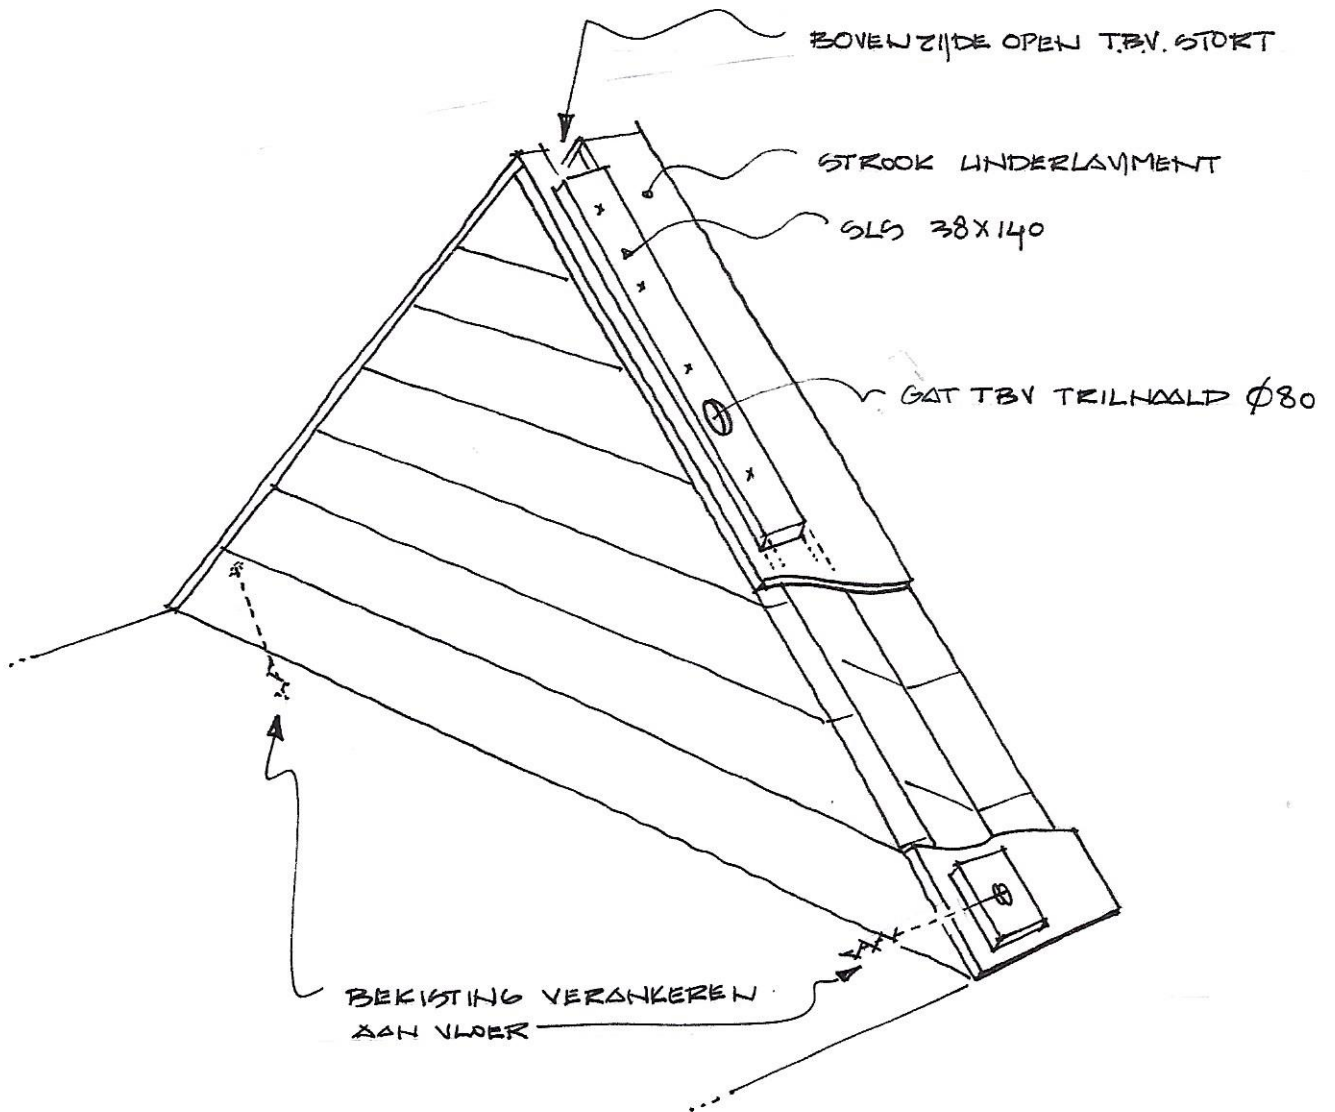 BOVENZIJDE OPEN T.B.V. STORT
STROOK UNDERLAYMENT
SLS 38X140
GAT TBV TRILNAALD Ø80
BEKISTING VERANKEREN
AAN VLOER